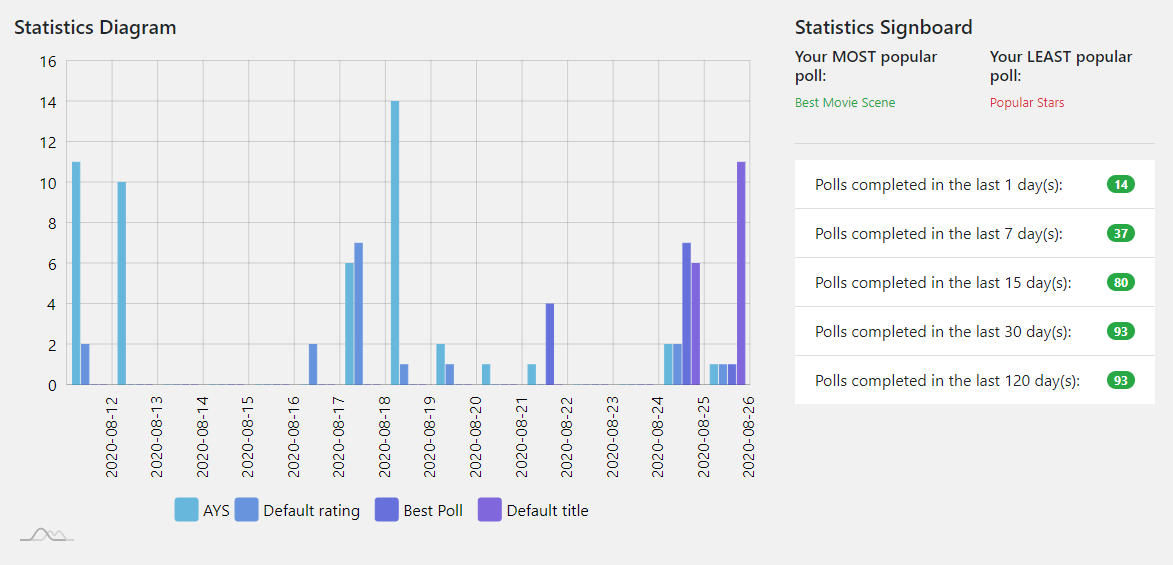 Statistics Diagram
16
14
12
10
8
6
4
2
0
2020-08-12
2020-08-13
2020-08-14
2020-08-15
2020-08-16
2020-08-17
2020-08-18
2020-08-19
2020-08-20
2020-08-21
2020-08-22
2020-08-23
2020-08-24
2020-08-25
2020-08-26
AYS Default rating Best Poll Default title
Statistics Signboard
Your MOST popular
poll:
Best Movie Scene
Your LEAST popular
poll:
Popular Stars
Polls completed in the last 1 day(s): 14
Polls completed in the last 7 day(s): 37
Polls completed in the last 15 day(s): 80
Polls completed in the last 30 day(s): 93
Polls completed in the last 120 day(s): 93